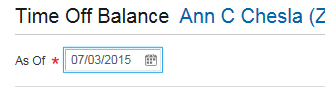 Time Off Balance Ann C Chesla (Z
As Of * 07/03/2015